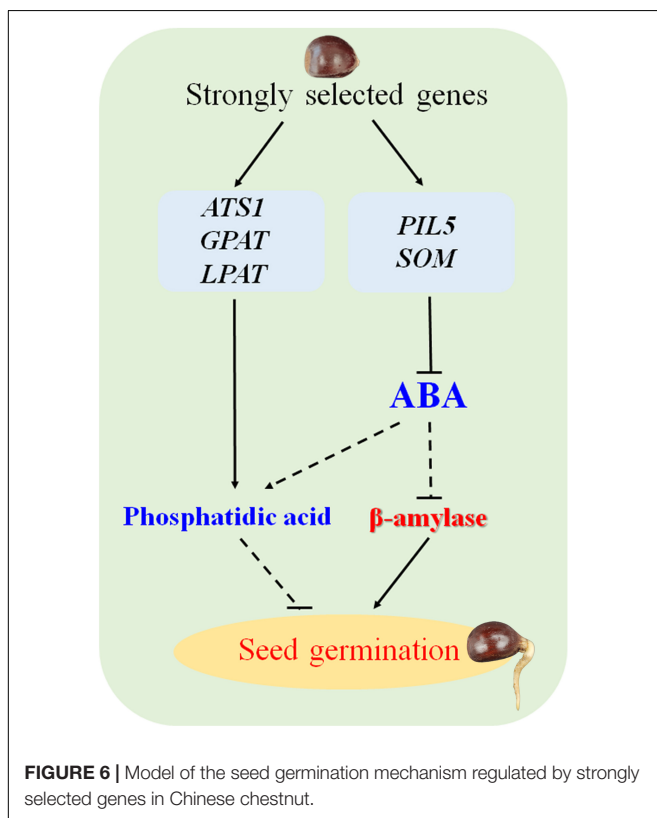 Strongly selected genes
ATS1
GPAT
LPAT
PIL5
SOM
ABA
Phosphatidic acid
β-amylase
Seed germination
FIGURE 6 | Model of the seed germination mechanism regulated by strongly
selected genes in Chinese chestnut.